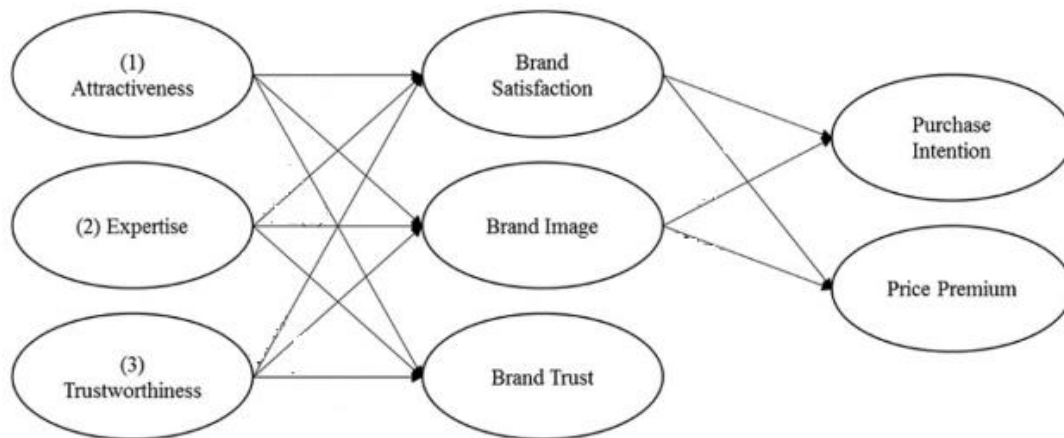 (1)
Attractiveness
Brand
Satisfaction
Purchase
Intention
(2) Expertise
Brand Image
Price Premium
(3)
Trustworthiness
Brand Trust